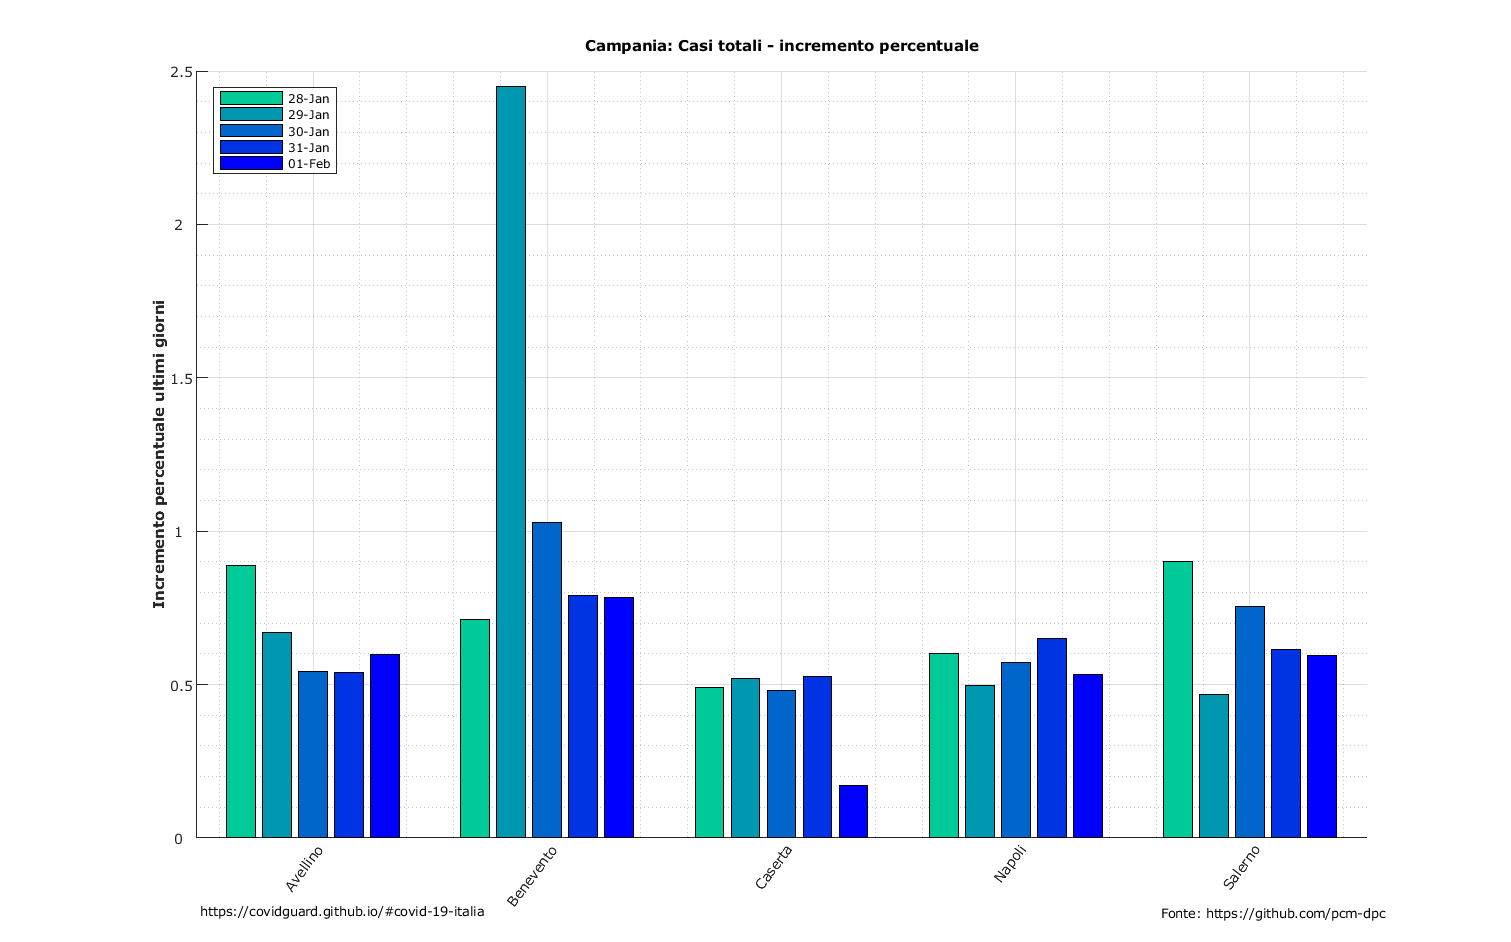 Campania: Casi totali - incremento percentuale
28-Jan
29-Jan
30-Jan
31-Jan
01-Feb
Incremento percentuale ultimi giorni
2.5
2
1.5
1
0.5
0
Avellino
Benevento
Caserta
Napoli
Salerno
https://covidguard.github.io/#covid-19-italia
Fonte: https://github.com/pcm-dpc